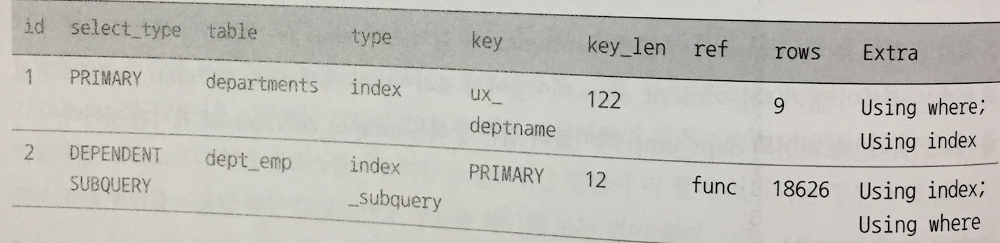 id select_type table type key key_len ref rows Extra
1 PRIMARY departments index ux_ 122 9 Using where;
deptname Using index
2 DEPENDENT dept_emp index PRIMARY 12 func 18626 Using index;
SUBQUERY _subquery Using where